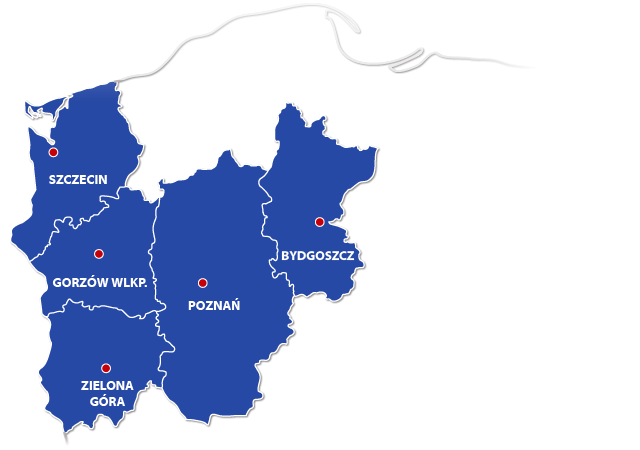 SZCZECIN
BYDGOSZCZ
GORZÓW WLKP.
POZNAŃ
ZIELONA
GÓRA